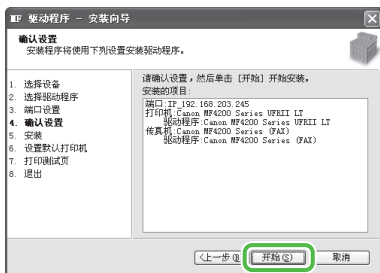 MF 驱动程序 - 安装向导
确认设置
安装程序将使用下列设置安装驱动程序。
1. 选择设备
2. 选择驱动程序
3. 端口设置
4. 确认设置
5. 安装
6. 设置默认打印机
7. 打印测试页
8. 退出
请确认设置，然后单击 [开始] 开始安装。
安装的项目:
端口:IP_192.168.203.245
打印机:Canon MF4200 Series UFRII LT
驱动程序:Canon MF4200 Series UFRII LT
传真机:Canon MF4200 Series (FAX)
驱动程序:Canon MF4200 Series (FAX)
<上一步(B)
开始(S)
取消